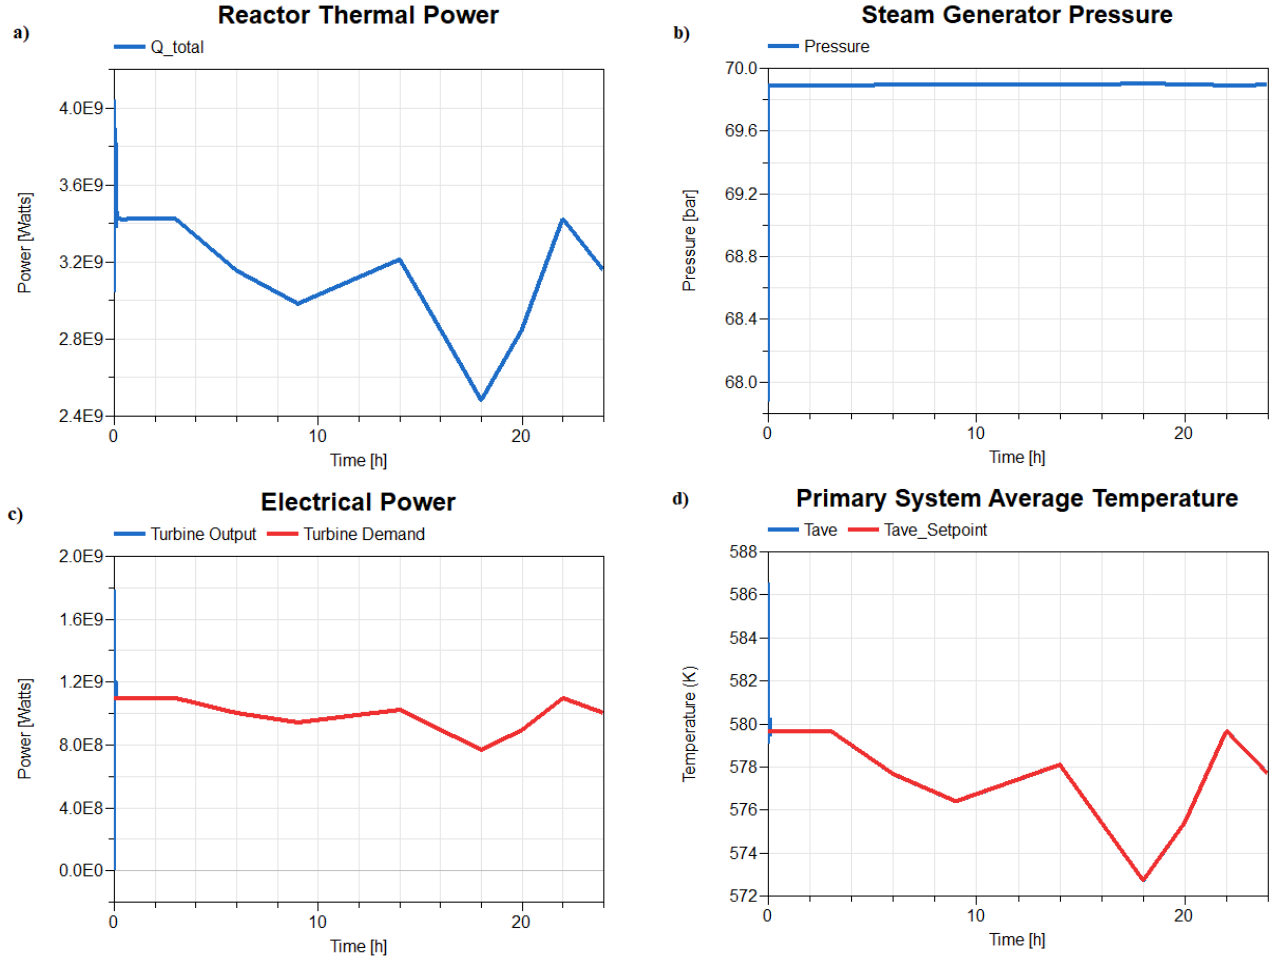 a)
Reactor Thermal Power
Q_total
Power [Watts]
4.0E9
3.6E9
3.2E9
2.8E9
2.4E9
0 10 20
Time [h]
b)
Steam Generator Pressure
Pressure
Pressure [bar]
70.0
69.6
69.2
68.8
68.4
68.0
0 10 20
Time [h]
c)
Electrical Power
Turbine Output Turbine Demand
Power [Watts]
2.0E9
1.6E9
1.2E9
8.0E8
4.0E8
0.0E0
0 10 20
Time [h]
d)
Primary System Average Temperature
Tave Tave_Setpoint
Temperature (K)
588
586
584
582
580
578
576
574
572
0 10 20
Time [h]